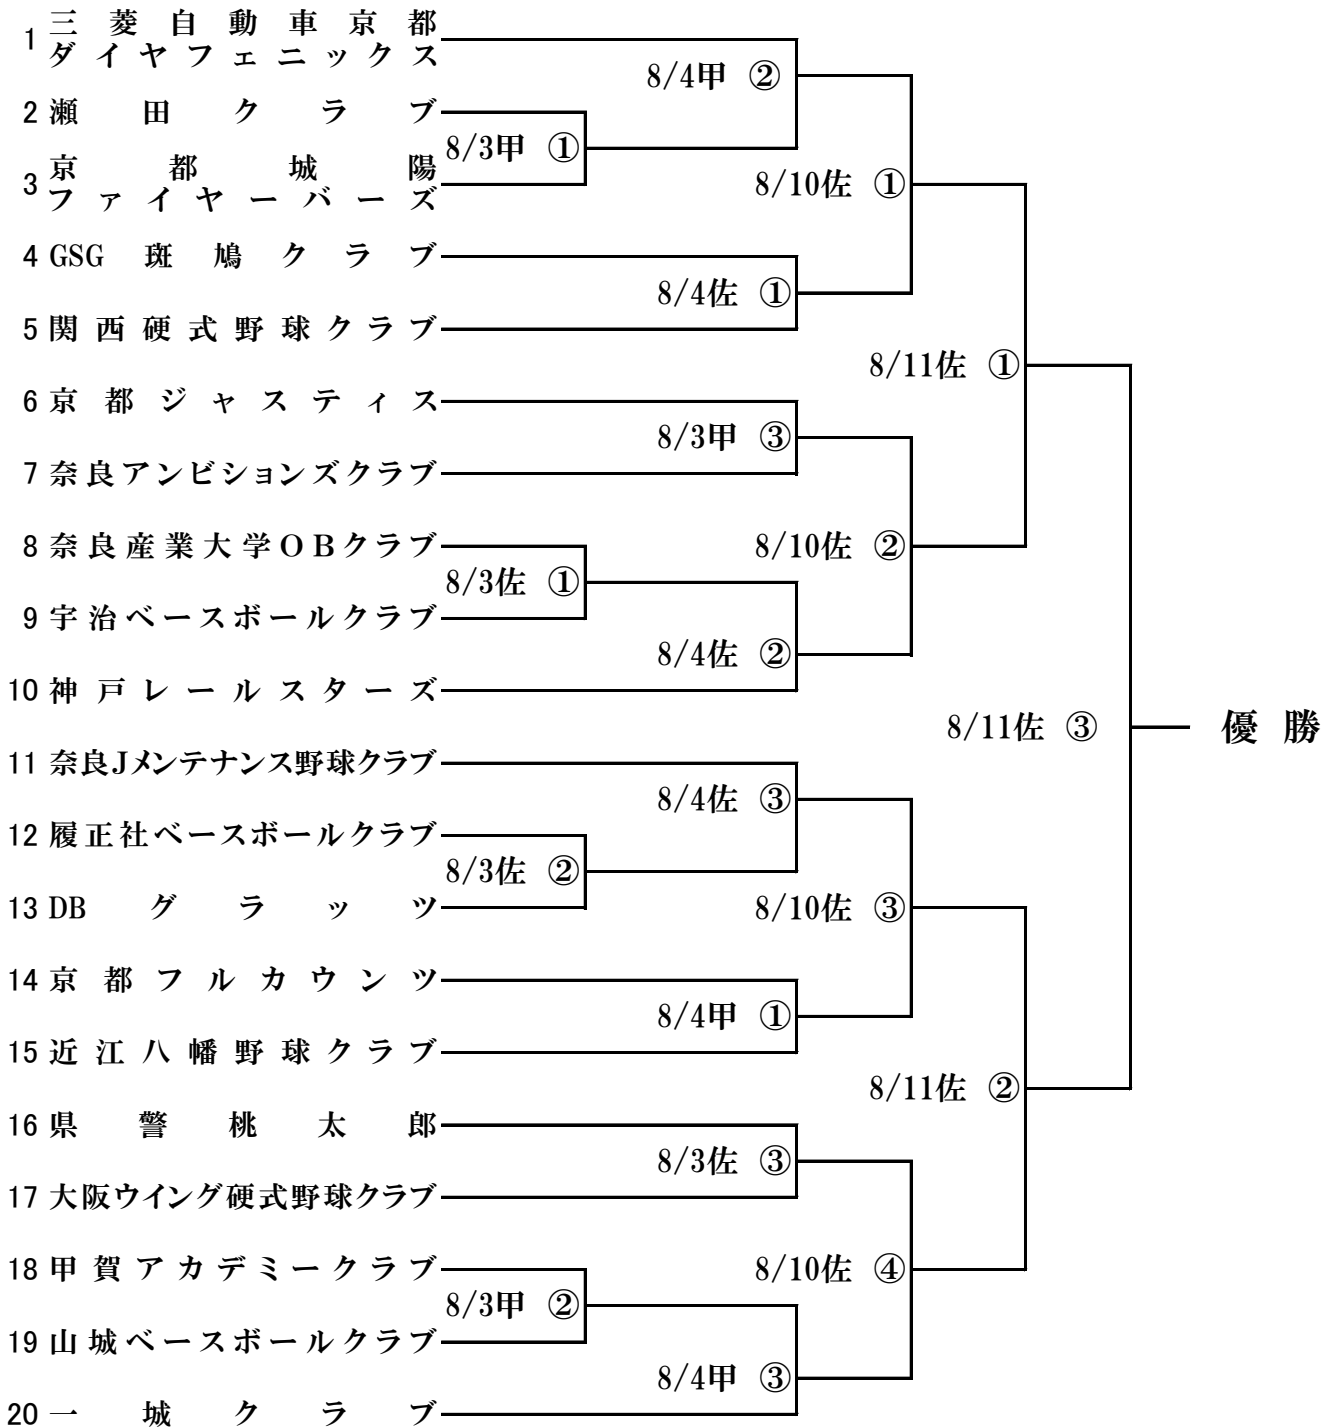 1 三菱自動車京都
ダイヤフェニックス
8/4甲 ②
2 瀬田クラブ
8/3甲 ①
3 京都城陽
ファイヤーバーズ
8/10佐 ①
4 GSG 斑鳩クラブ
8/4佐 ①
5 関西硬式野球クラブ
8/11佐 ①
6 京都ジャスティス
8/3甲 ③
7 奈良アンビションズクラブ
8 奈良産業大学OBクラブ
8/10佐 ②
8/3佐 ①
9 宇治ベースボールクラブ
8/4佐 ②
10 神戸レールスターズ
8/11佐 ③ 優勝
11 奈良Jメンテナンス野球クラブ
8/4佐 ③
12 履正社ベースボールクラブ
8/3佐 ②
13 DBグラッツ
8/10佐 ③
14 京都フルカウンツ
8/4甲 ①
15 近江八幡野球クラブ
8/11佐 ②
16 県警桃太郎
8/3佐 ③
17 大阪ウイング硬式野球クラブ
18 甲賀アカデミークラブ
8/10佐 ④
8/3甲 ②
19 山城ベースボールクラブ
8/4甲 ③
20 一城クラブ